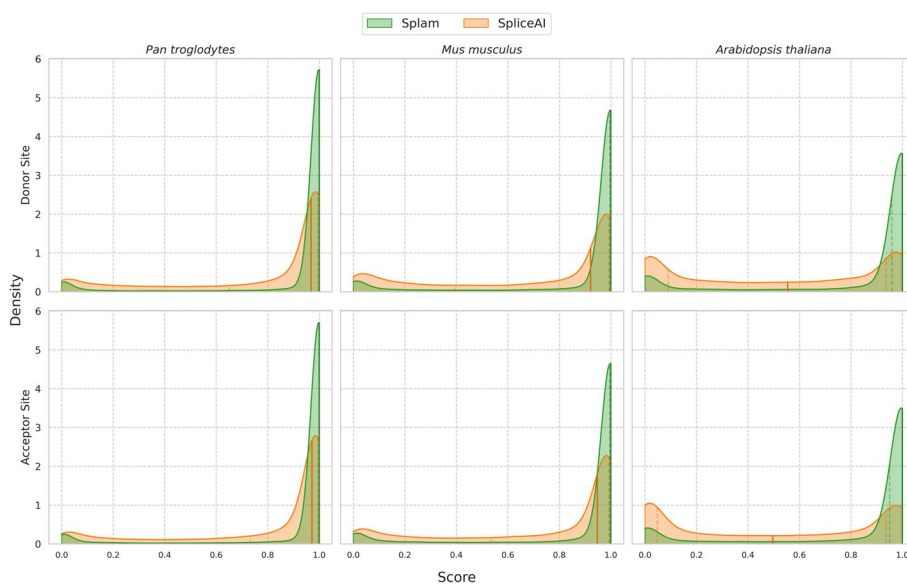 Splam SpliceAI
Pan troglodytes Mus musculus Arabidopsis thaliana
6
5
4
3
2
1
0
Donor Site
6
5
4
3
2
1
0
Acceptor Site
Density
0.0 0.2 0.4 0.6 0.8 1.0 0.0 0.2 0.4 0.6 0.8 1.0 0.0 0.2 0.4 0.6 0.8 1.0
Score